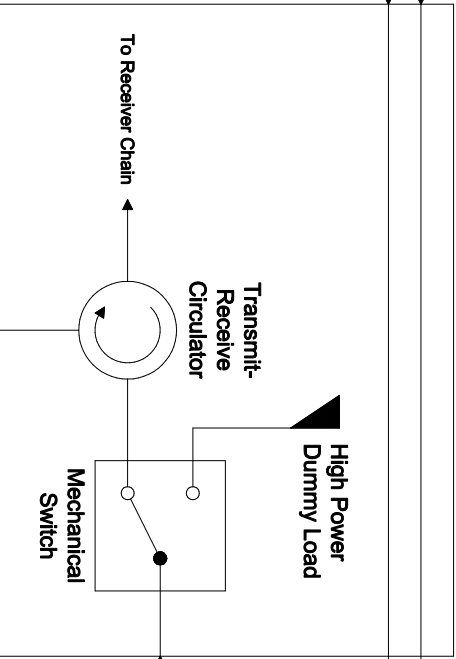 To Receiver Chain
Transmit-
Receive
Circulator
High Power
Dummy Load
Mechanical
Switch